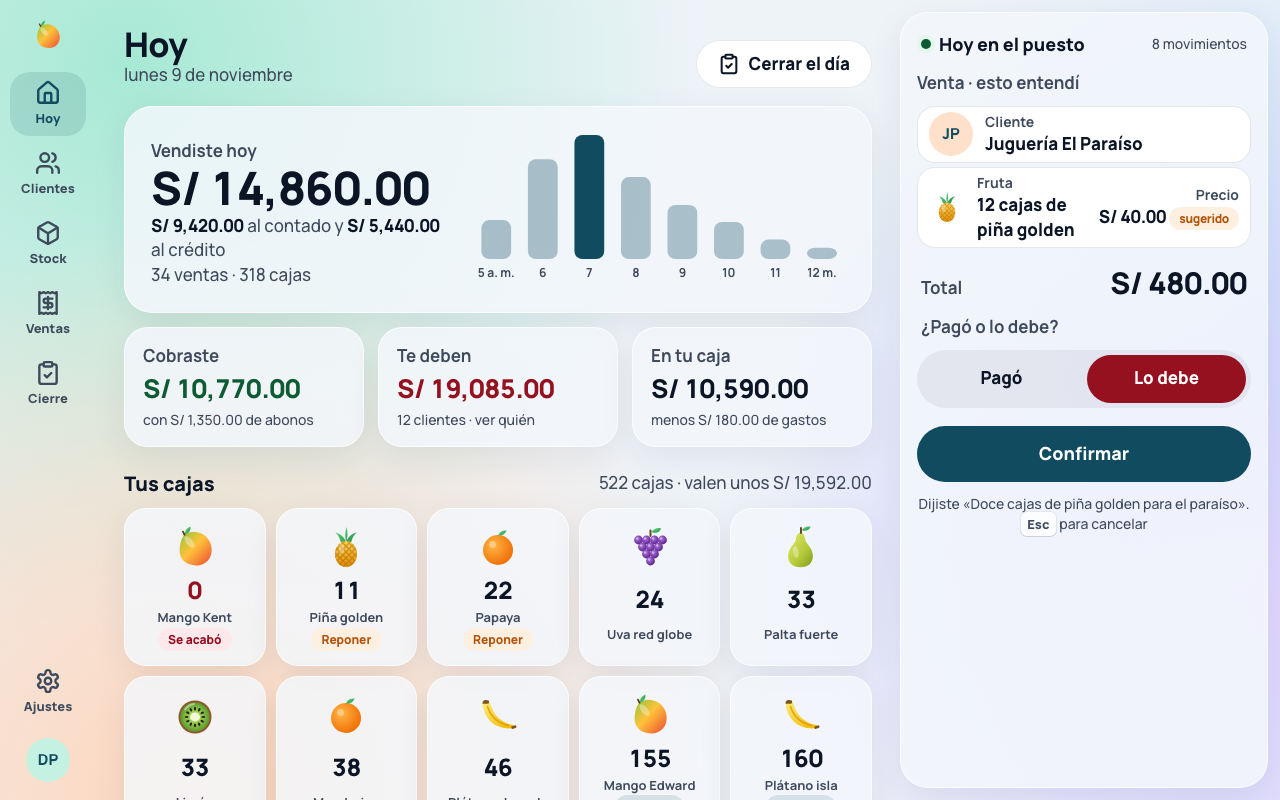 Hoy
Clientes
Stock
Ventas
Cierre
Ajustes
DP
Hoy
lunes 9 de noviembre
Cerrar el día
Vendiste hoy
S/ 14,860.00
S/ 9,420.00 al contado y S/ 5,440.00
al crédito
34 ventas · 318 cajas
5 a. m. 6 7 8 9 10 11 12 m.
Cobraste
S/ 10,770.00
con S/ 1,350.00 de abonos
Te deben
S/ 19,085.00
12 clientes · ver quién
En tu caja
S/ 10,590.00
menos S/ 180.00 de gastos
Tus cajas
522 cajas · valen unos S/ 19,592.00
0
Mango Kent
Se acabó
11
Piña golden
Reponer
22
Papaya
Reponer
24
Uva red globe
33
Palta fuerte
33
38
46
155
Mango Edward
160
Plátano isla
Hoy en el puesto
8 movimientos
Venta · esto entendí
JP
Cliente
Juguería El Paraíso
Fruta
12 cajas de
piña golden
Precio
S/ 40.00 sugerido
Total
S/ 480.00
¿Pagó o lo debe?
Pagó
Lo debe
Confirmar
Dijiste «Doce cajas de piña golden para el paraíso».
Esc para cancelar